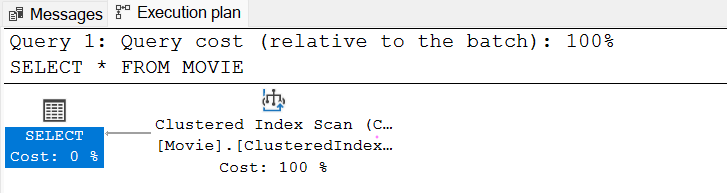 Messages Execution plan
Query 1: Query cost (relative to the batch): 100%
SELECT * FROM MOVIE
SELECT
Cost: 0 %
Clustered Index Scan (C…
[Movie].[ClusteredIndex…
Cost: 100 %